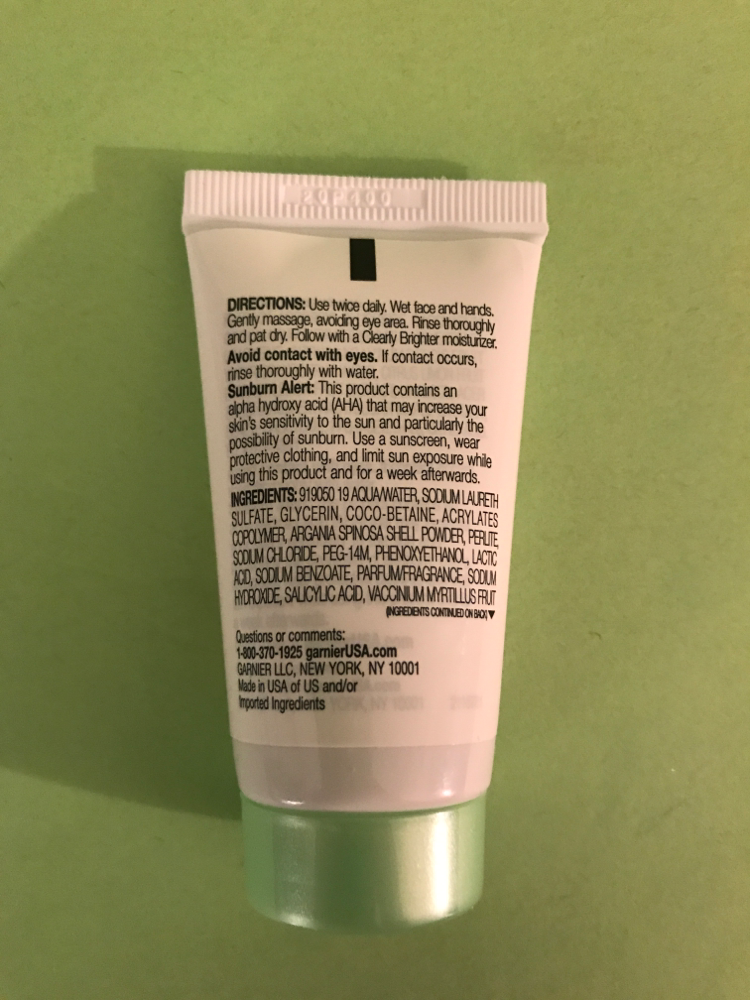 DIRECTIONS: Use twice daily. Wet face and hands.
Gently massage, avoiding eye area. Rinse thoroughly
and pat dry. Follow with a Clearly Brighter moisturizer.
Avoid contact with eyes. If contact occurs,
rinse thoroughly with water.
Sunburn Alert: This product contains an
alpha hydroxy acid (AHA) that may increase your
skin's sensitivity to the sun and particularly the
possibility of sunburn. Use a sunscreen, wear
protective clothing, and limit sun exposure while
using this product and for a week afterwards.
INGREDIENTS: 919050 19 AQUA/WATER, SODIUM LAURETH
SULFATE, GLYCERIN, COCO-BETAINE, ACRYLATES
COPOLYMER, ARGANIA SPINOSA SHELL POWDER, PERLITE,
SODIUM CHLORIDE, PEG-14M, PHENOXYETHANOL, LACTIC
ACID, SODIUM BENZOATE, PARFUM/FRAGRANCE, SODIUM
HYDROXIDE, SALICYLIC ACID, VACCINIUM MYRTILLUS FRUIT
(INGREDIENTS CONTINUED ON BACK)▼
Questions or comments:
1-800-370-1925 garnierUSA.com
GARNIER LLC, NEW YORK, NY 10001
Made in USA of US and/or
Imported Ingredients